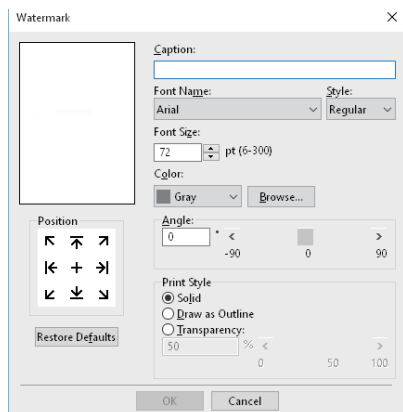 Watermark
Caption:
Font Name:
Style:
Arial
Regular
Font Size:
72
pt (6-300)
Color:
Gray
Browse...
Position
Angle:
0 °
-90 0 90
Print Style
Solid
Draw as Outline
Transparency:
50 %
0 50 100
Restore Defaults
OK
Cancel